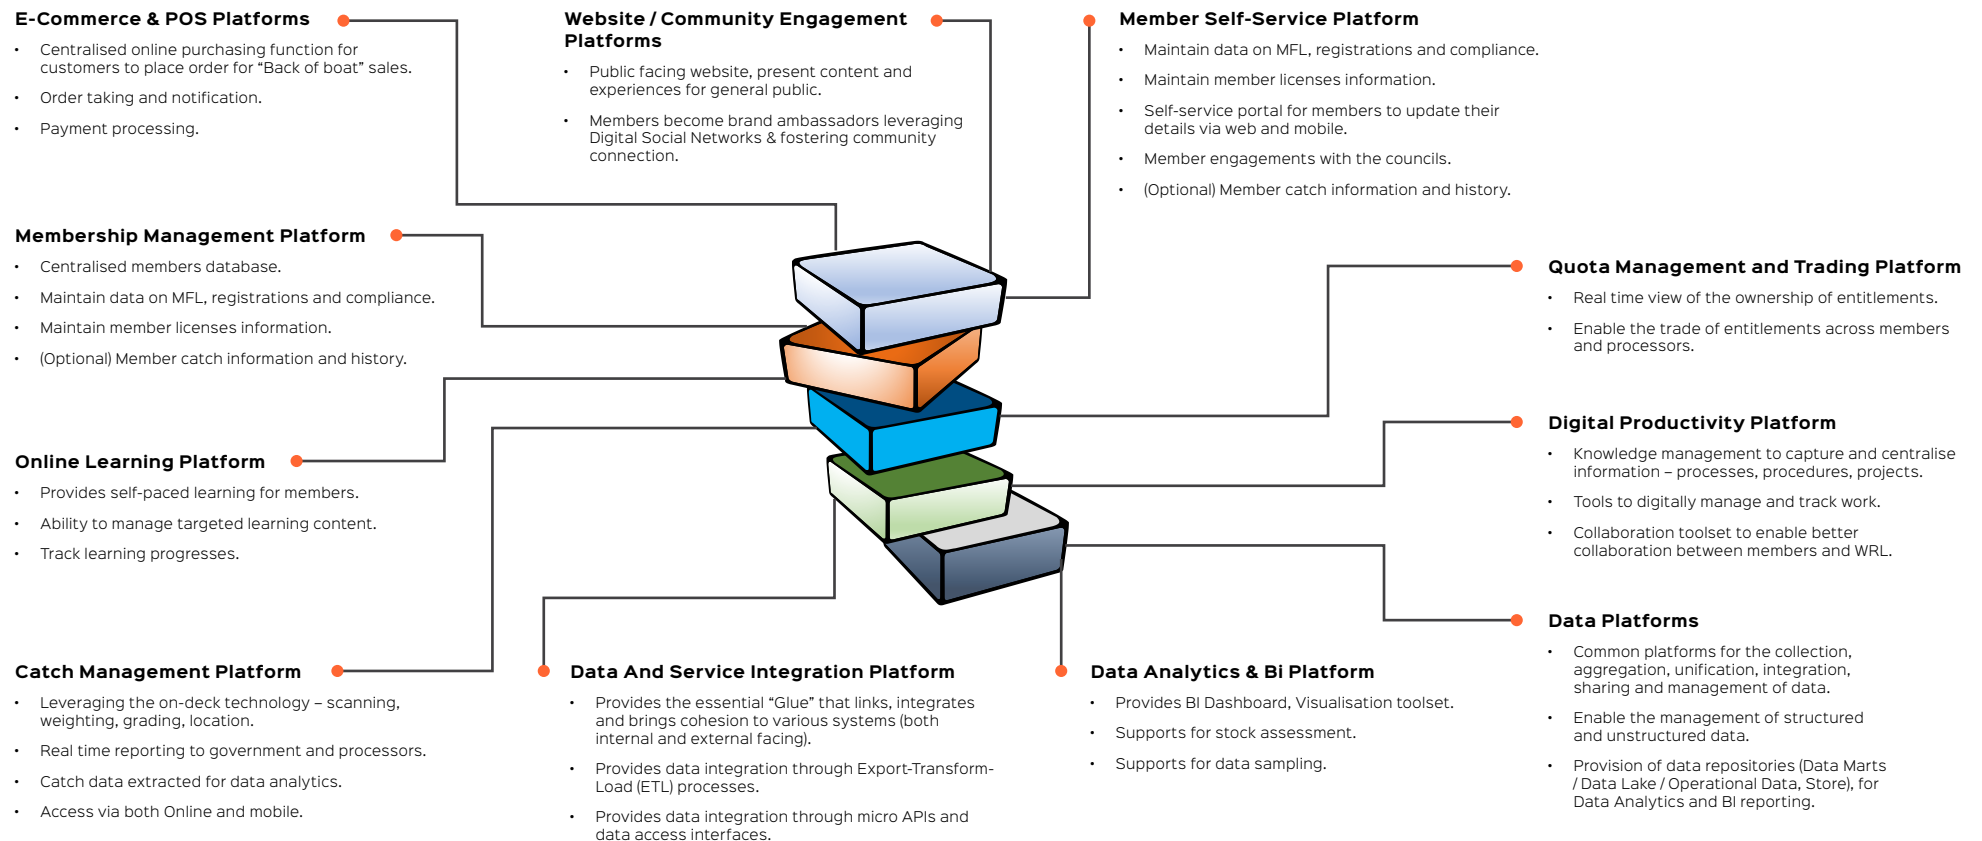 E-Commerce & POS Platforms
• Centralised online purchasing function for
customers to place order for “Back of boat” sales.
• Order taking and notification.
• Payment processing.
Website / Community Engagement
Platforms
• Public facing website, present content and
experiences for general public.
• Members become brand ambassadors leveraging
Digital Social Networks & fostering community
connection.
Member Self-Service Platform
• Maintain data on MFL, registrations and compliance.
• Maintain member licenses information.
• Self-service portal for members to update their
details via web and mobile.
• Member engagements with the councils.
• (Optional) Member catch information and history.
Membership Management Platform
• Centralised members database.
• Maintain data on MFL, registrations and compliance.
• Maintain member licenses information.
• (Optional) Member catch information and history.
Quota Management and Trading Platform
• Real time view of the ownership of entitlements.
• Enable the trade of entitlements across members
and processors.
Online Learning Platform
• Provides self-paced learning for members.
• Ability to manage targeted learning content.
• Track learning progresses.
Digital Productivity Platform
• Knowledge management to capture and centralise
information – processes, procedures, projects.
• Tools to digitally manage and track work.
• Collaboration toolset to enable better
collaboration between members and WRL.
Catch Management Platform
• Leveraging the on-deck technology – scanning,
weighting, grading, location.
• Real time reporting to government and processors.
• Catch data extracted for data analytics.
• Access via both Online and mobile.
Data And Service Integration Platform
• Provides the essential “Glue” that links, integrates
and brings cohesion to various systems (both
internal and external facing).
• Provides data integration through Export-Transform-
Load (ETL) processes.
• Provides data integration through micro APIs and
data access interfaces.
Data Analytics & Bi Platform
• Provides BI Dashboard, Visualisation toolset.
• Supports for stock assessment.
• Supports for data sampling.
Data Platforms
• Common platforms for the collection,
aggregation, unification, integration,
sharing and management of data.
• Enable the management of structured
and unstructured data.
• Provision of data repositories (Data Marts
/ Data Lake / Operational Data, Store), for
Data Analytics and BI reporting.